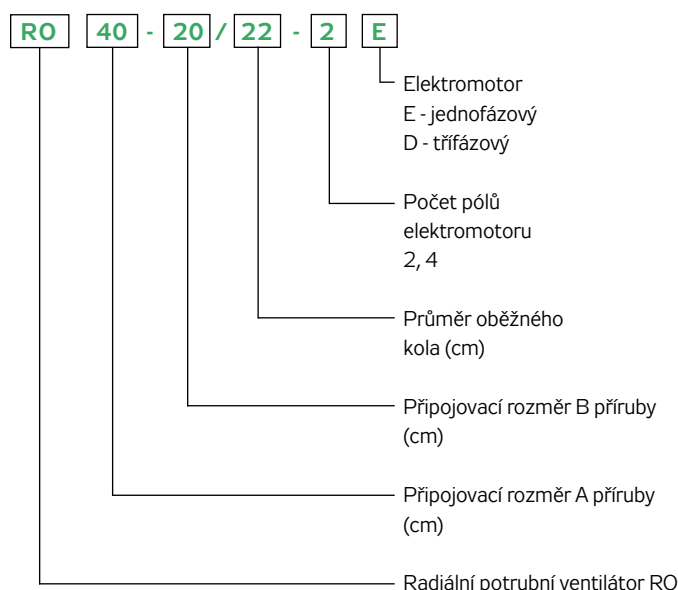 RO 40 - 20 / 22 - 2 E
Elektromotor
E - jednofázový
D - třífázový
Počet pólů
elektromotoru
2, 4
Průměr oběžného
kola (cm)
Připojovací rozměr B příruby
(cm)
Připojovací rozměr A příruby
(cm)
Radiální potrubní ventilátor RO